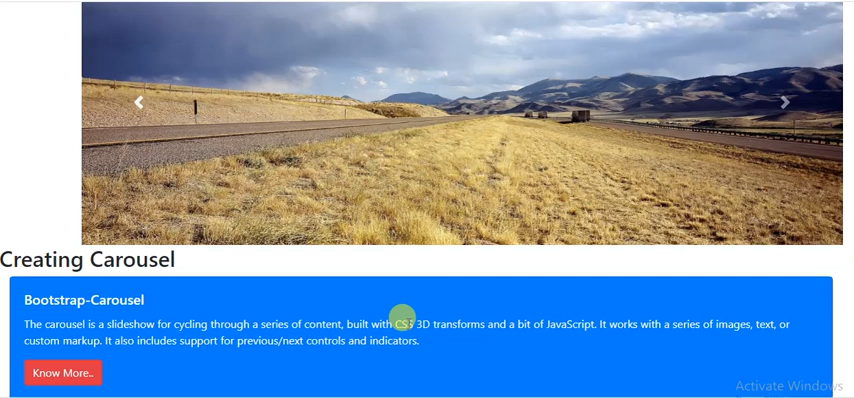 Creating Carousel
Bootstrap-Carousel
The carousel is a slideshow for cycling through a series of content, built with CSS 3D transforms and a bit of JavaScript. It works with a series of images, text, or
custom markup. It also includes support for previous/next controls and indicators.
Know More..
Activate Windows